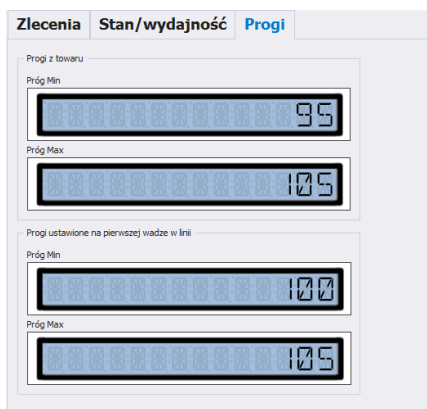 Zlecenia Stan/wydajność Progi
Progi z towaru
Próg Min
95
Próg Max
105
Progi ustawione na pierwszej wadze w linii
Próg Min
100
Próg Max
105